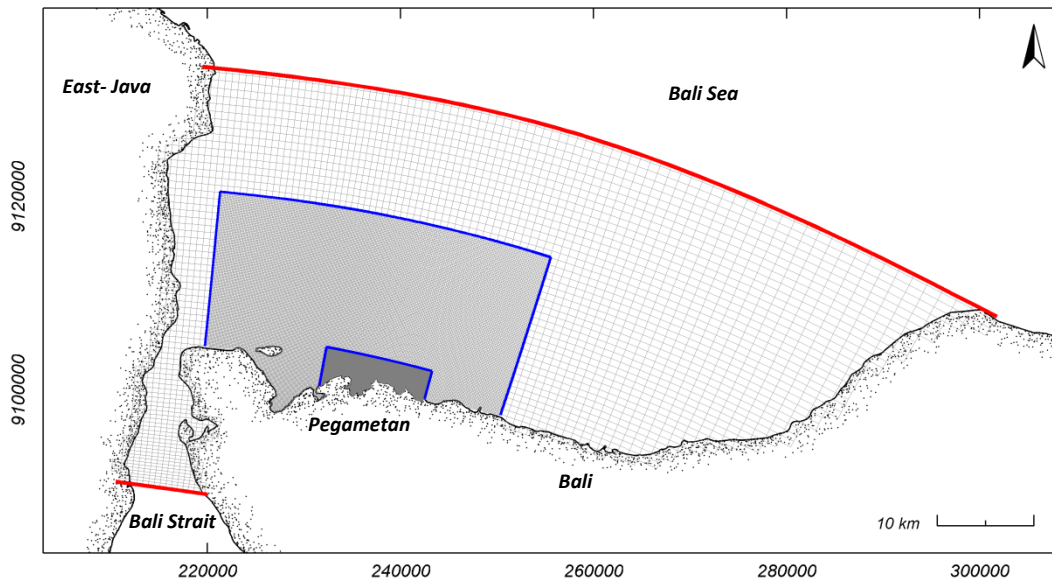 East- Java
Bali Sea
9120000
9100000
Pegametan
Bali
Bali Strait
10 km
220000
240000
260000
280000
300000